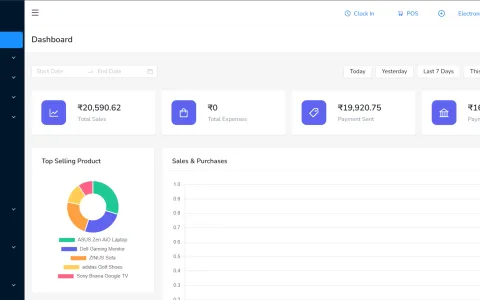 Clock In
POS
Electron
Dashboard
Start Date
End Date
Today
Yesterday
Last 7 Days
This
₹20,590.62
Total Sales
₹0
Total Expenses
₹19,920.75
Payment Sent
₹16
Paym
Top Selling Product
ASUS Zen AiO Laptop
Dell Gaming Monitor
ZINUS Sofa
adidas Golf Shoes
Sony Bravia Google TV
Sales & Purchases
1.0
0.9
0.8
0.7
0.6
0.5
0.4
0.3
0.2